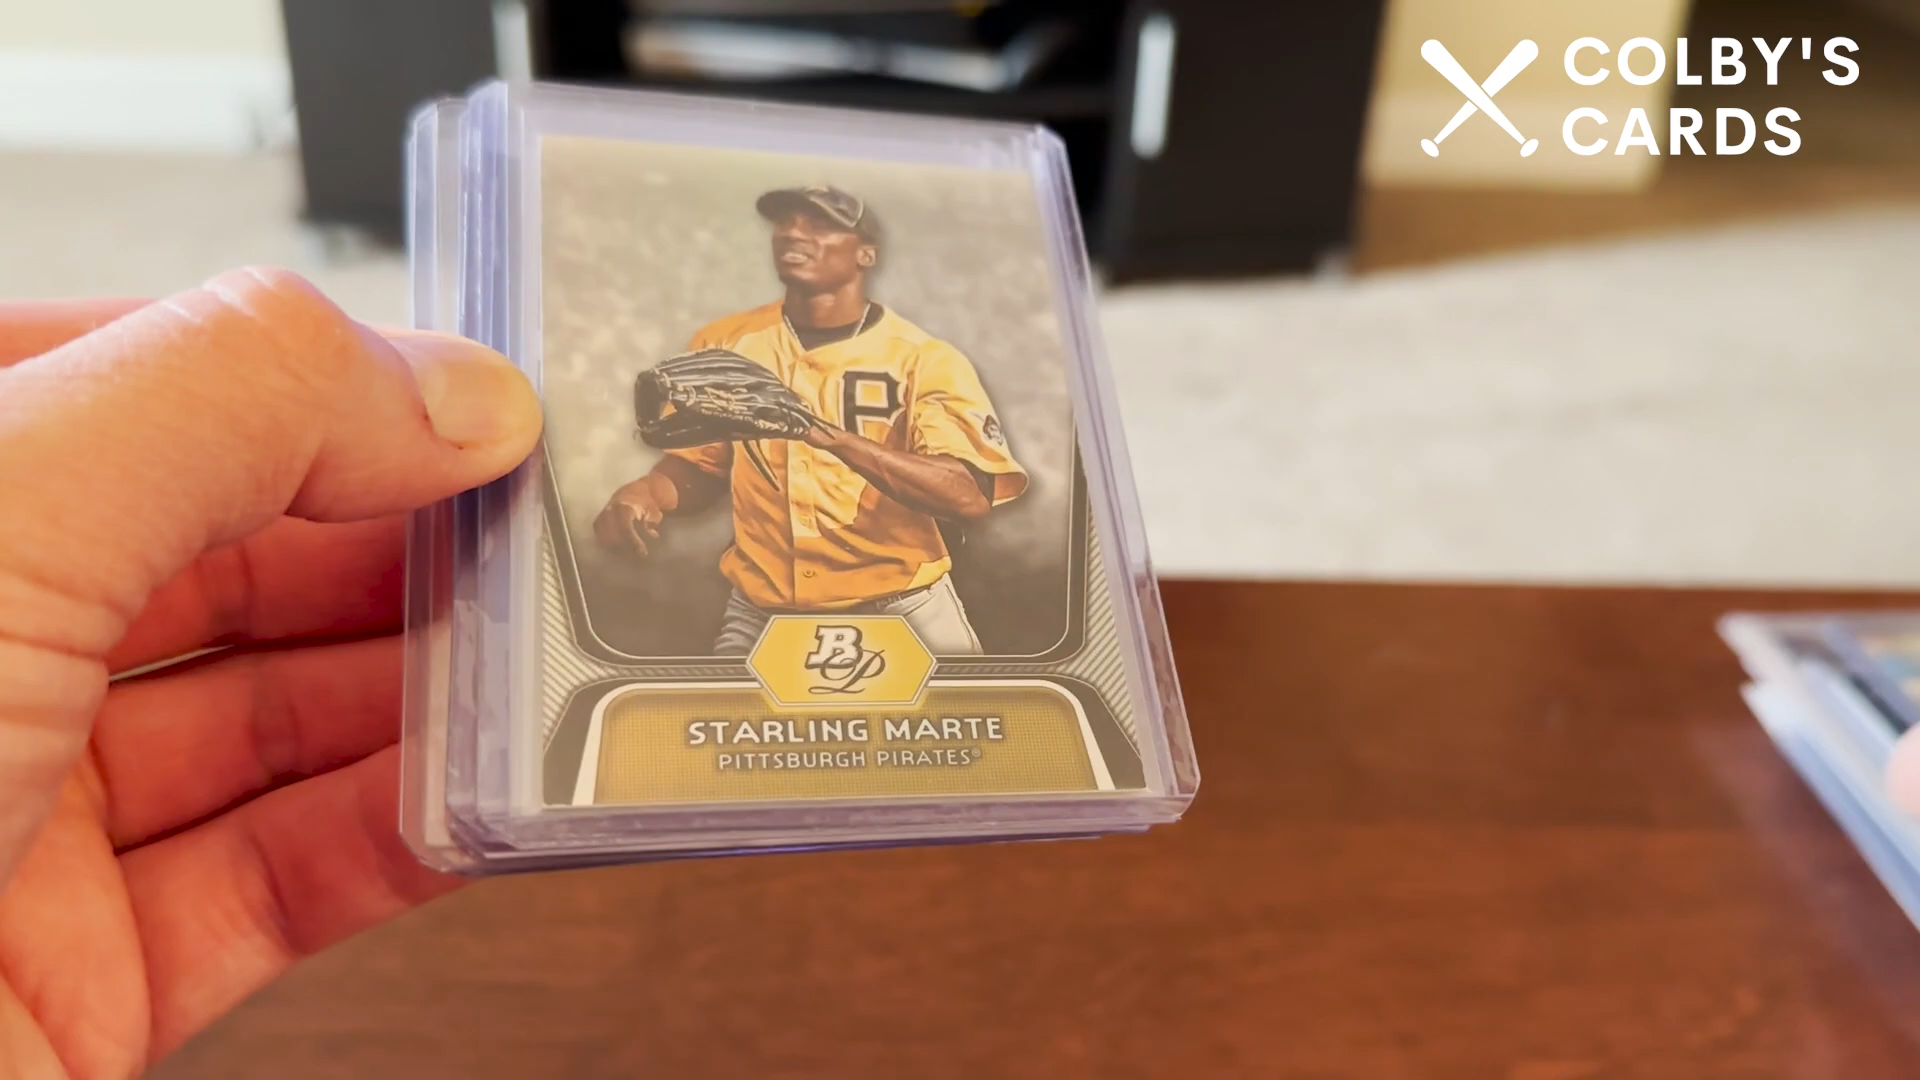 COLBY'S
CARDS
P
BP
STARLING MARTE
PITTSBURGH PIRATES®